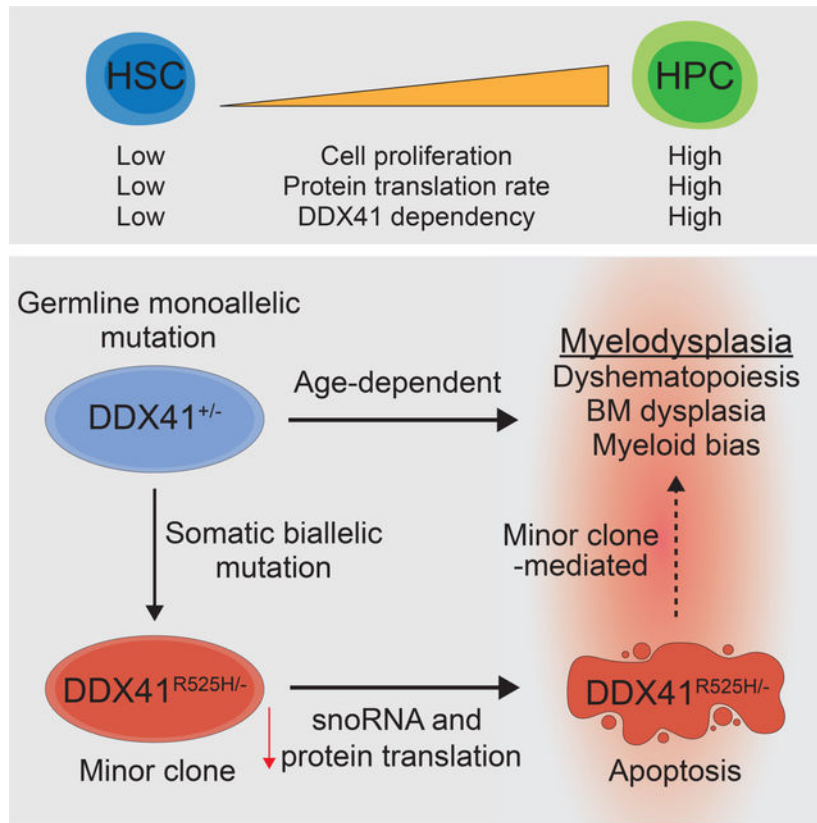 HSC
HPC
Low Cell proliferation High
Low Protein translation rate High
Low DDX41 dependency High
Germline monoallelic
mutation
DDX41+/-
Age-dependent
Myelodysplasia
Dyshematopoiesis
BM dysplasia
Myeloid bias
Somatic biallelic
mutation
Minor clone
-mediated
DDX41R525H/-
Minor clone
snoRNA and
protein translation
DDX41R525H/-
Apoptosis